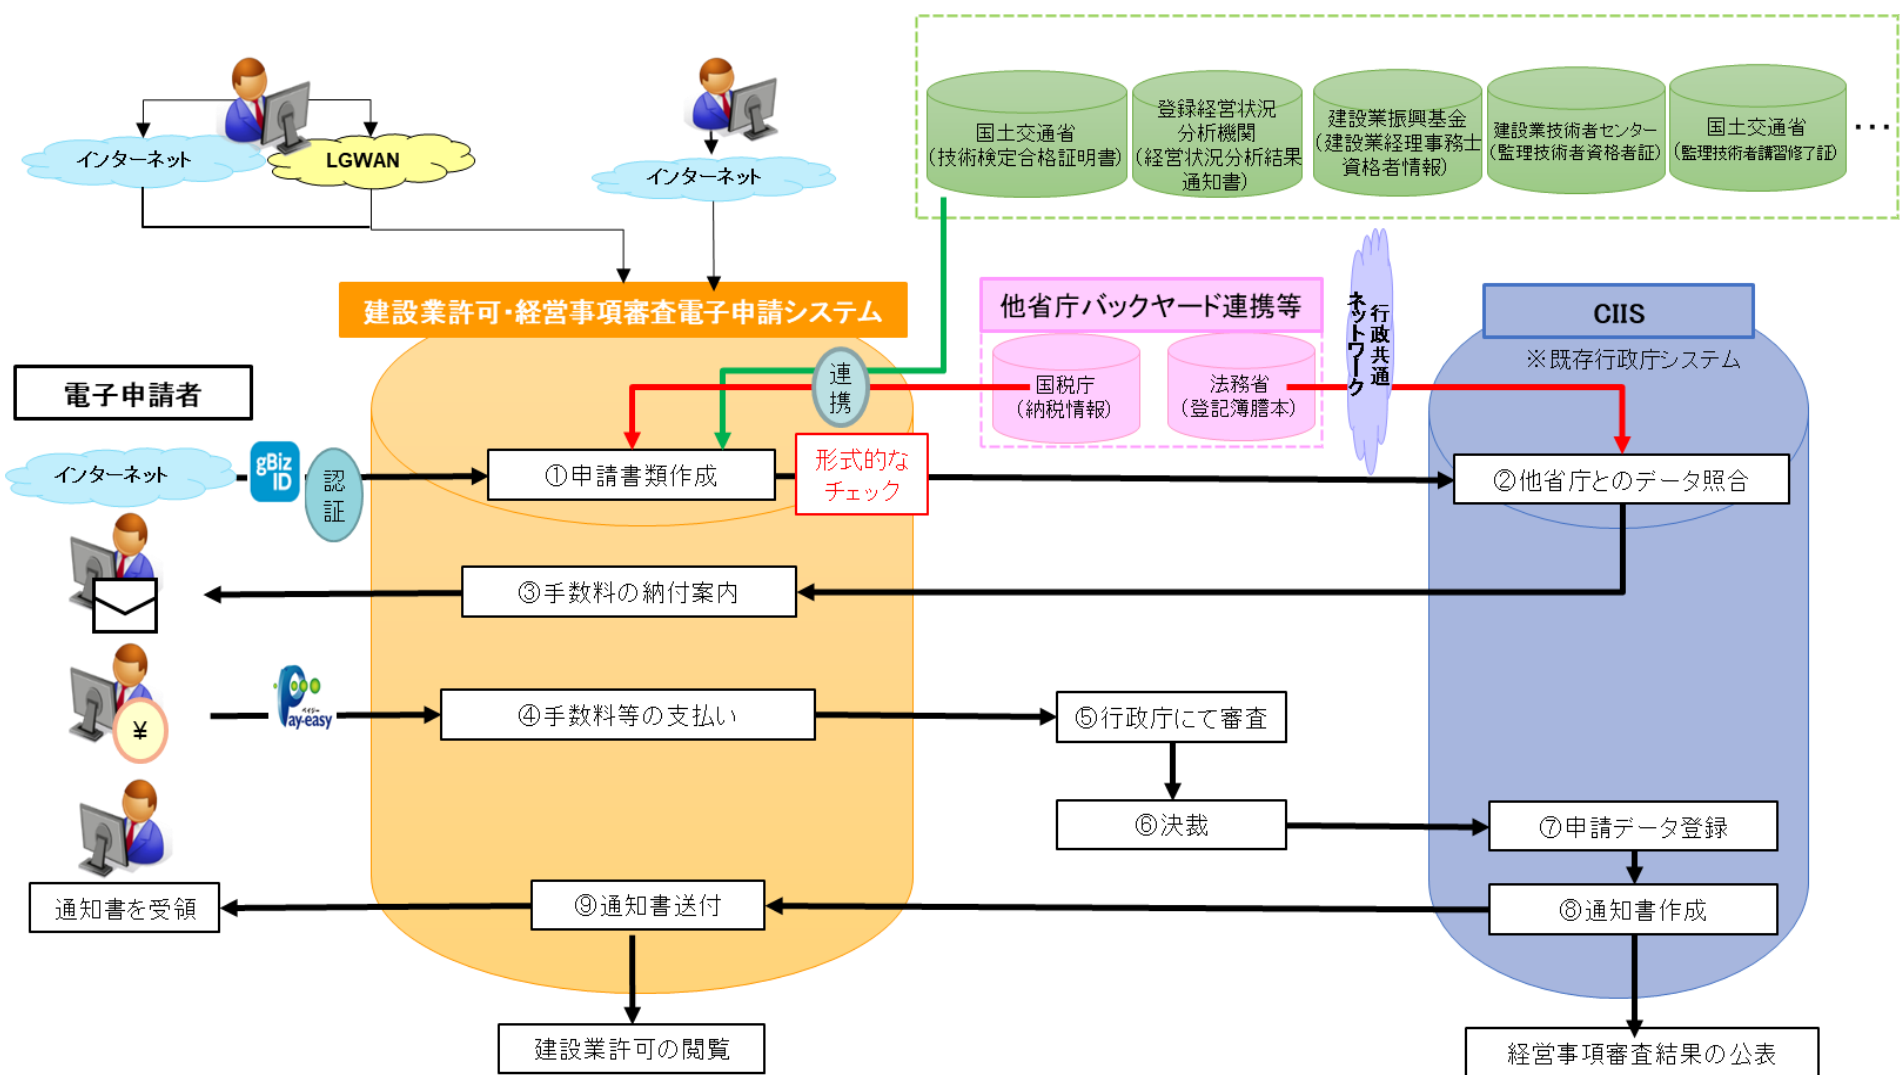 インターネット
LGWAN
インターネット
国土交通省
(技術検定合格証明書)
登録経営状況
分析機関
(経営状況分析結果
通知書)
建設業振興基金
(建設業経理事務士
資格者情報)
建設業技術者センター
(監理技術者資格者証)
国土交通省
(監理技術者講習修了証)
…
建設業許可・経営事項審査電子申請システム
他省庁バックヤード連携等
行政共通
ネットワーク
CIIS
※既存行政庁システム
国税庁
(納税情報)
法務省
(登記簿謄本)
連
携
電子申請者
インターネット
gBiz
ID
認
証
①申請書類作成
形式的な
チェック
②他省庁とのデータ照合
③手数料の納付案内
¥
ペイジー
Pay-easy
④手数料等の支払い
⑤行政庁にて審査
⑥決裁
⑦申請データ登録
通知書を受領
⑨通知書送付
⑧通知書作成
建設業許可の閲覧
経営事項審査結果の公表